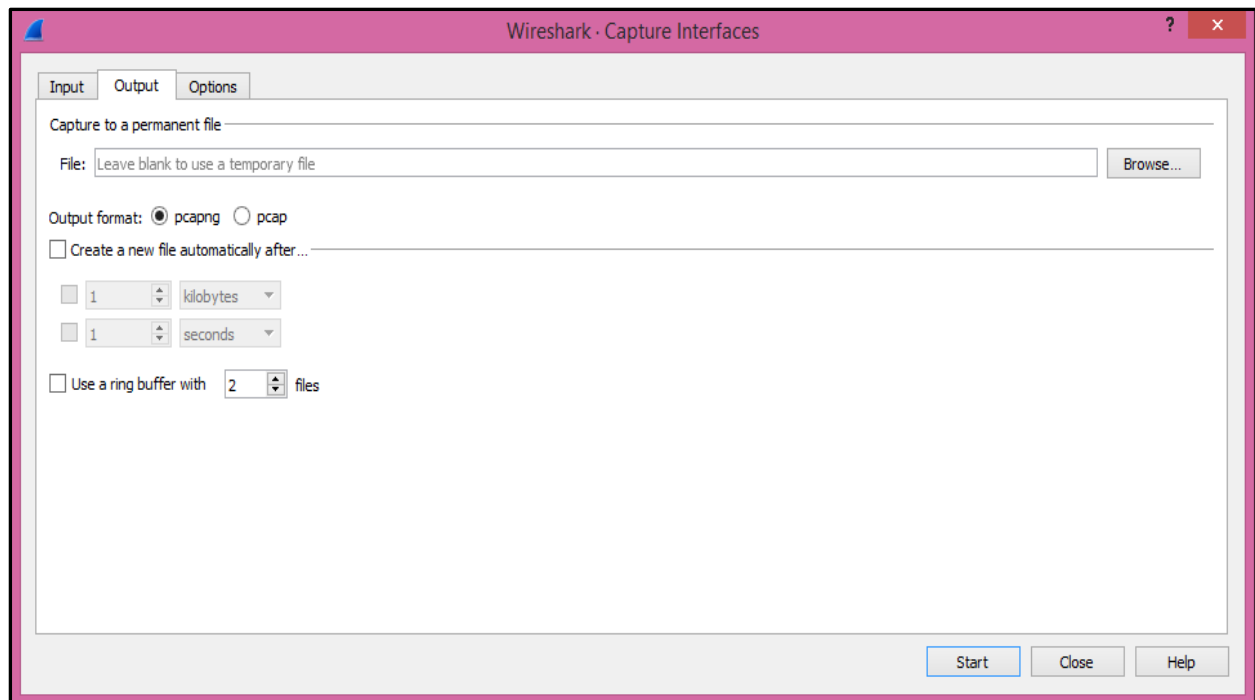 Wireshark · Capture Interfaces
?
×
Input Output Options
Capture to a permanent file
File: Leave blank to use a temporary file Browse...
Output format: pcapng pcap
Create a new file automatically after...
1 kilobytes
1 seconds
Use a ring buffer with 2 files
Start Close Help